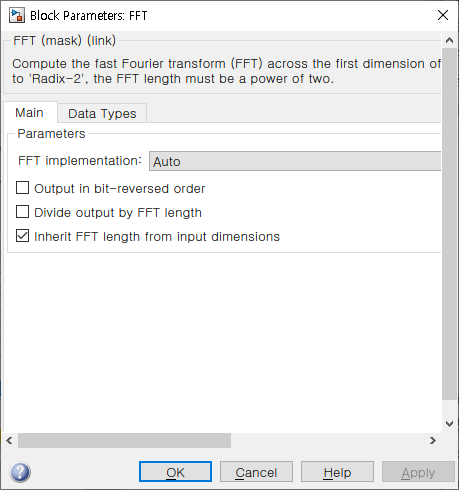 Block Parameters: FFT
FFT (mask) (link)
Compute the fast Fourier transform (FFT) across the first dimension of
to 'Radix-2', the FFT length must be a power of two.
Main Data Types
Parameters
FFT implementation: Auto
Output in bit-reversed order
Divide output by FFT length
Inherit FFT length from input dimensions
?
OK Cancel Help Apply